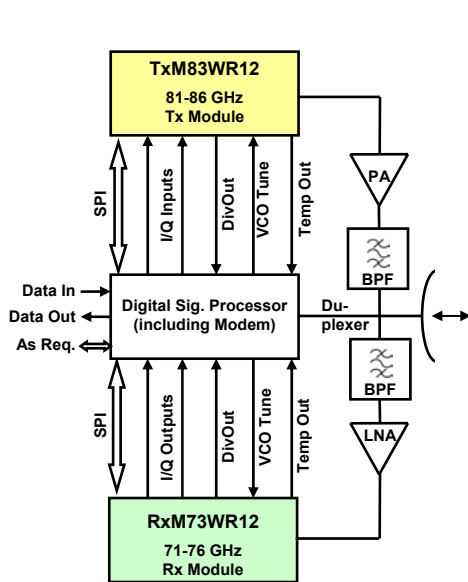 TxM83WR12
81-86 GHz
Tx Module
SPI
I/Q Inputs
DivOut
VCO Tune
Temp Out
PA
BPF
Data In
Data Out
As Req.
Digital Sig. Processor
(including Modem)
Du-
plexer
BPF
LNA
SPI
I/Q Outputs
DivOut
VCO Tune
Temp Out
RxM73WR12
71-76 GHz
Rx Module